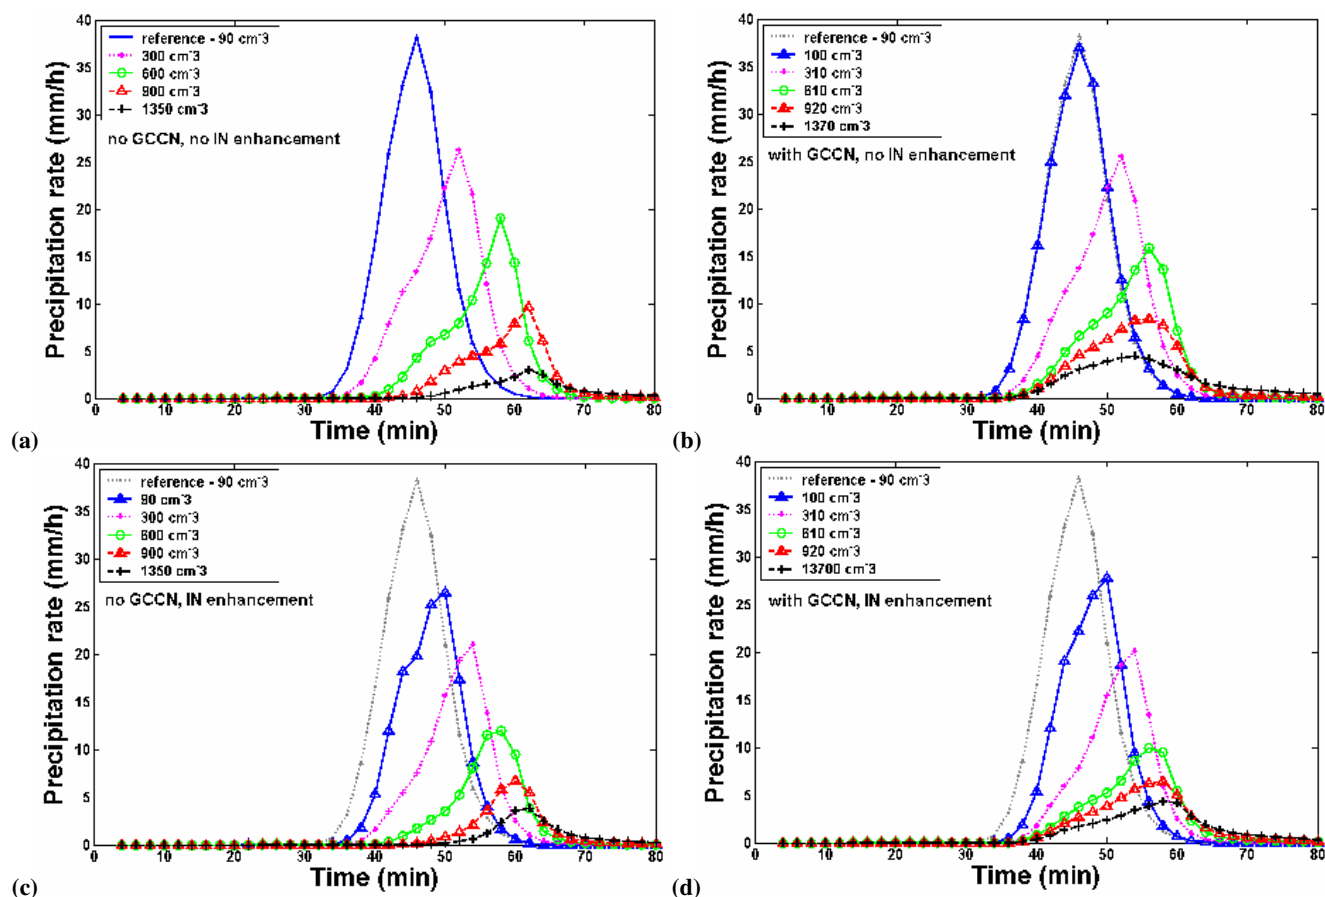 40
35
30
25
20
15
10
5
0
Precipitation rate (mm/h)
reference - 90 cm-3
300 cm-3
600 cm-3
900 cm-3
1350 cm-3
no GCCN, no IN enhancement
0 10 20 30 40 50 60 70 80
Time (min)
(a)
40
35
30
25
20
15
10
5
0
Precipitation rate (mm/h)
reference - 90 cm-3
100 cm-3
310 cm-3
610 cm-3
920 cm-3
1370 cm-3
with GCCN, no IN enhancement
0 10 20 30 40 50 60 70 80
Time (min)
(b)
40
35
30
25
20
15
10
5
0
Precipitation rate (mm/h)
reference - 90 cm-3
90 cm-3
300 cm-3
600 cm-3
900 cm-3
1350 cm-3
no GCCN, IN enhancement
0 10 20 30 40 50 60 70 80
Time (min)
(c)
40
35
30
25
20
15
10
5
0
Precipitation rate (mm/h)
reference - 90 cm-3
100 cm-3
310 cm-3
610 cm-3
920 cm-3
13700 cm-3
with GCCN, IN enhancement
0 10 20 30 40 50 60 70 80
Time (min)
(d)